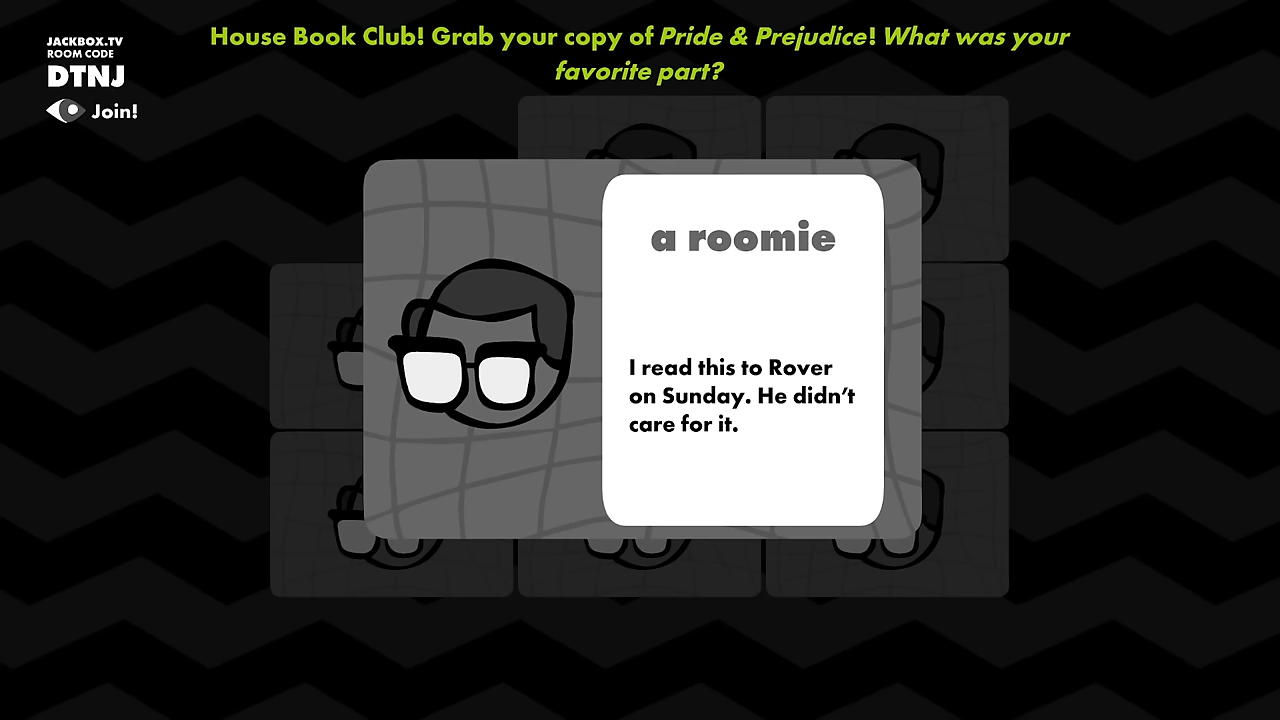 JACKBOX.TV
ROOM CODE
DTNJ
Join!
House Book Club! Grab your copy of Pride & Prejudice! What was your
favorite part?
a roomie
I read this to Rover
on Sunday. He didn't
care for it.